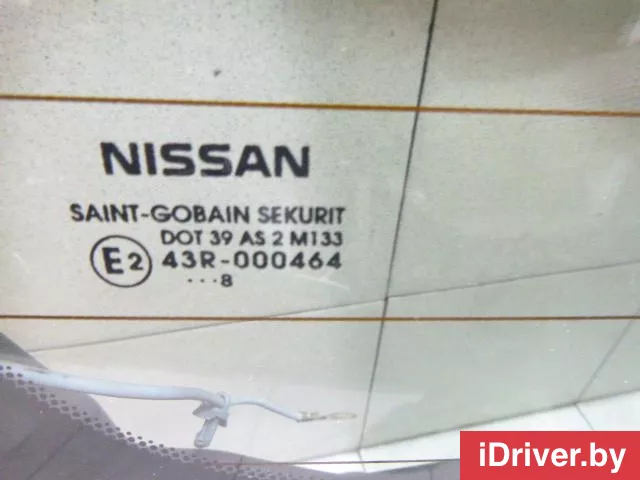 NISSAN
SAINT-GOBAIN SEKURIT
DOT 39 AS 2 M133
E2 43R-000464
...8
iDriver.by